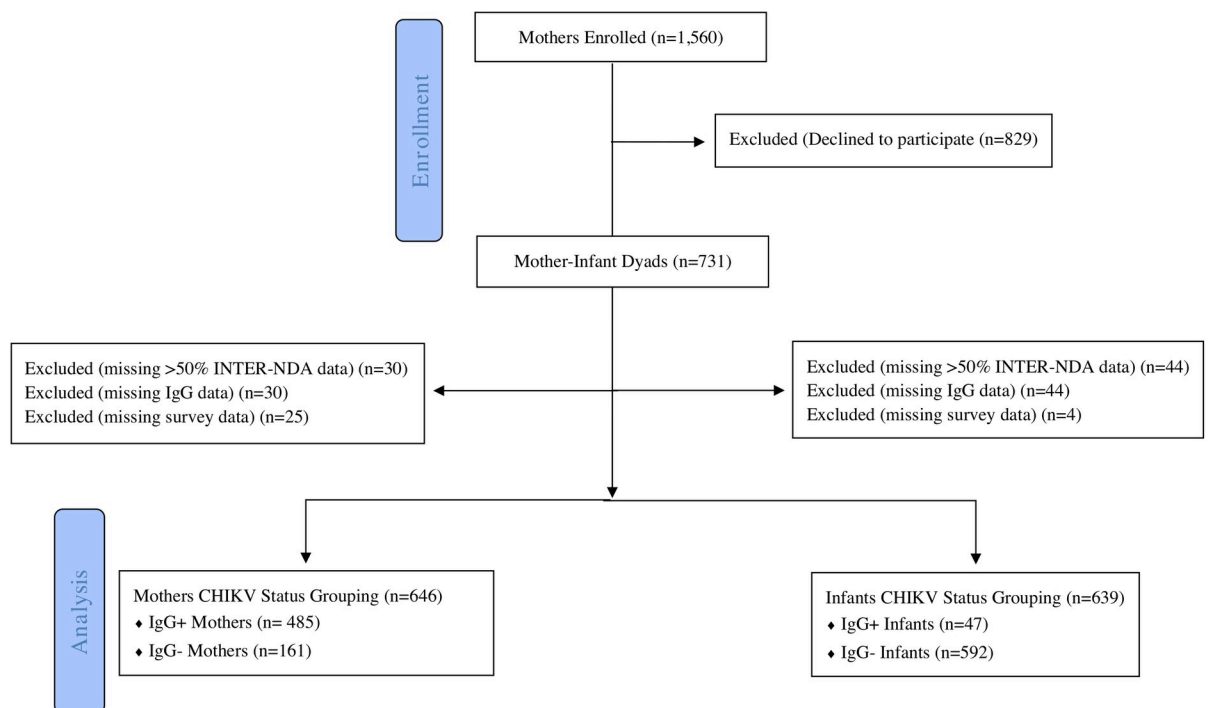 Enrollment
Mothers Enrolled (n=1,560)
Excluded (Declined to participate (n=829)
Mother-Infant Dyads (n=731)
Excluded (missing >50% INTER-NDA data) (n=30)
Excluded (missing IgG data) (n=30)
Excluded (missing survey data) (n=25)
Excluded (missing >50% INTER-NDA data) (n=44)
Excluded (missing IgG data) (n=44)
Excluded (missing survey data) (n=4)
Analysis
Mothers CHIKV Status Grouping (n=646)
♦ IgG+ Mothers (n= 485)
♦ IgG- Mothers (n=161)
Infants CHIKV Status Grouping (n=639)
♦ IgG+ Infants (n=47)
♦ IgG- Infants (n=592)